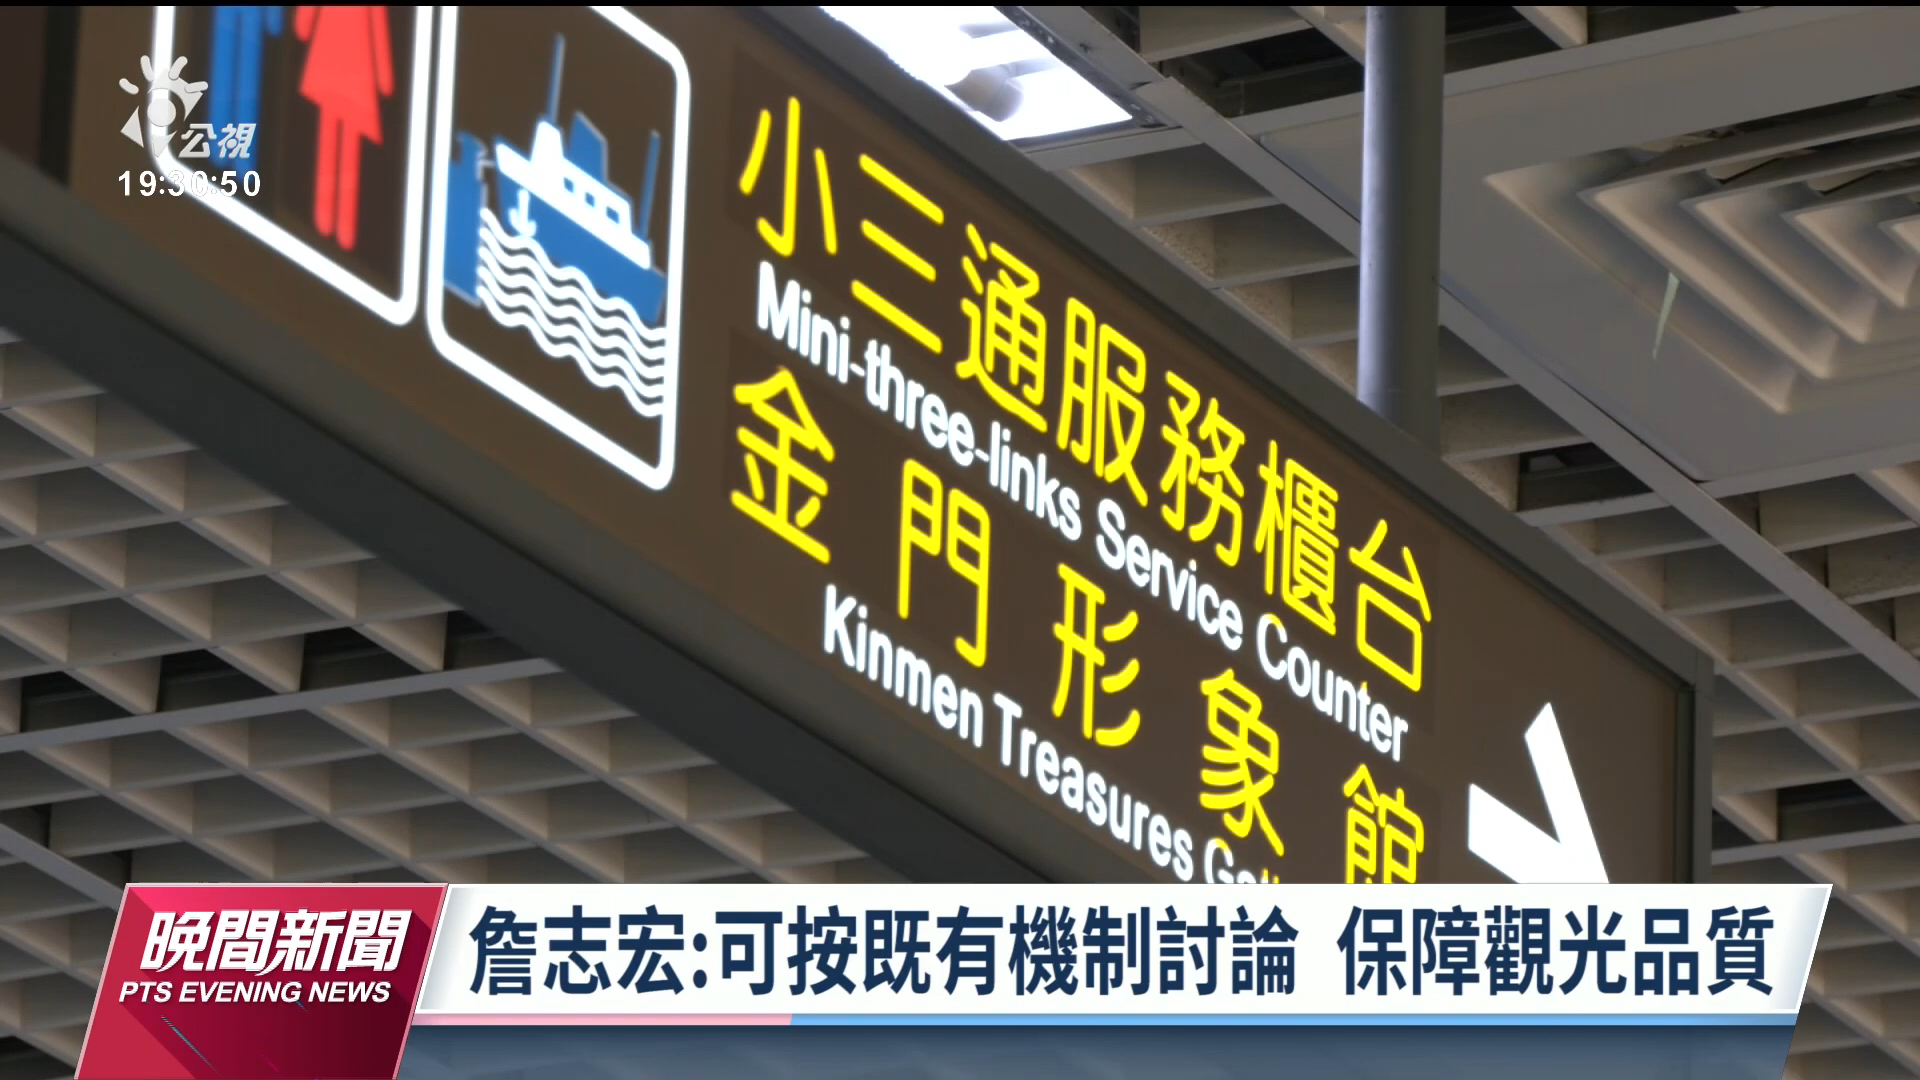 公視
19:30:50
小三通服務櫃台
Mini-three-links Service Counter
金門形象館
Kinmen Treasures
晚間新聞
PTS EVENING NEWS
詹志宏:可按既有機制討論 保障觀光品質